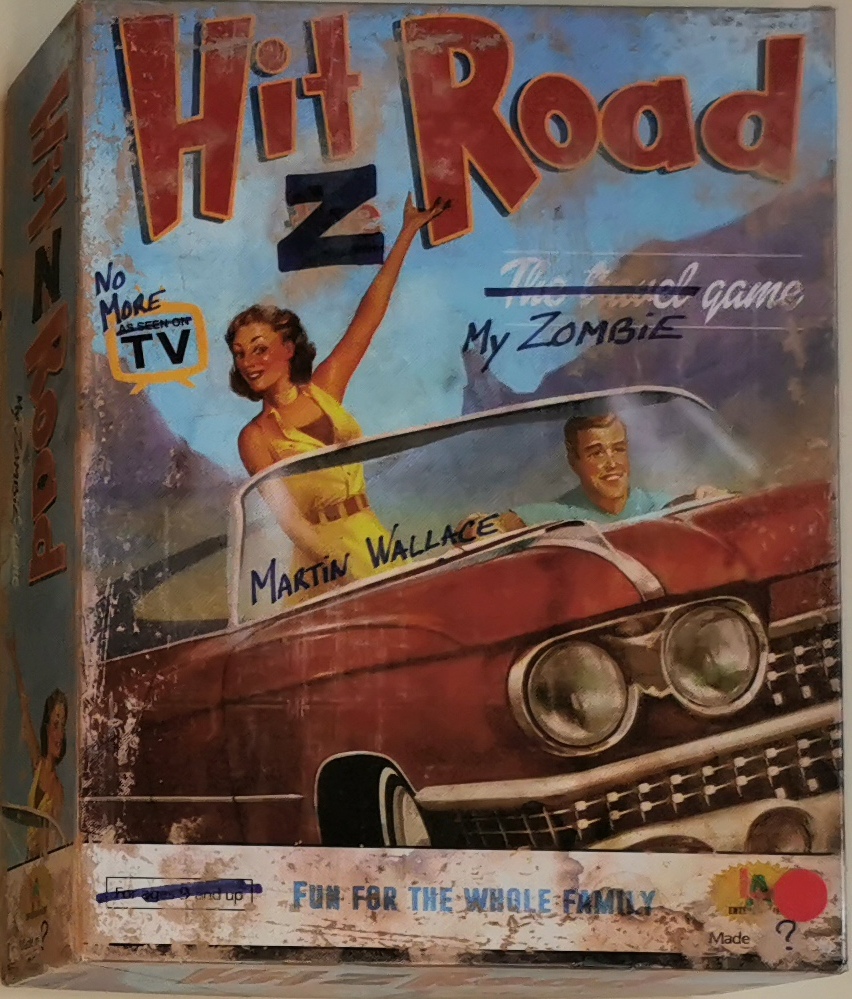 Hit Road
Z
NO
MORE
AS SEEN ON
TV
The travel game
My ZOMBiE
MARTiN WALLACE
For ages 9 and up
FUN FOR THE WHOLE FAMILY
Made ?
Hit Z Road